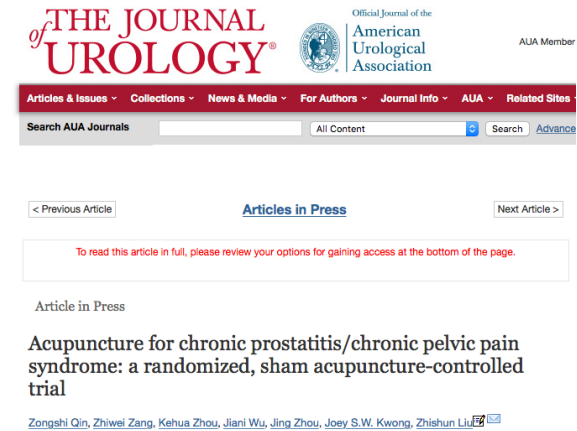 Official Journal of the
of THE JOURNAL
UROLOGY®
American
Urological
Association
AUA Member
Articles & Issues
Collections
News & Media
For Authors
Journal Info
AUA
Related Sites
Search AUA Journals
All Content
Search
Advance
< Previous Article
Articles in Press
Next Article >
To read this article in full, please review your options for gaining access at the bottom of the page.
Article in Press
Acupuncture for chronic prostatitis/chronic pelvic pain
syndrome: a randomized, sham acupuncture-controlled
trial
Zongshi Qin, Zhiwei Zang, Kehua Zhou, Jiani Wu, Jing Zhou, Joey S.W. Kwong, Zhishun Liu